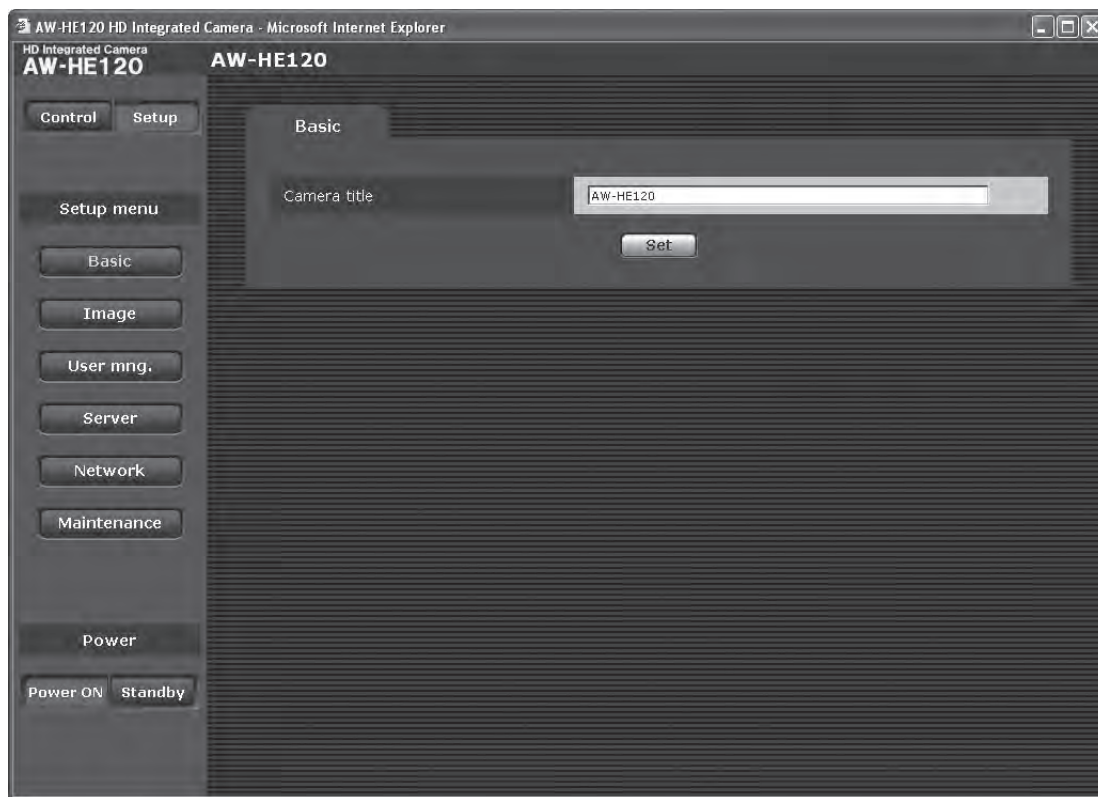 AW-HE120 HD Integrated Camera - Microsoft Internet Explorer
HD Integrated Camera
AW-HE120
AW-HE120
Control Setup
Basic
Camera title AW-HE120
Set
Setup menu
Basic
Image
User mng.
Server
Network
Maintenance
Power
Power ON Standby